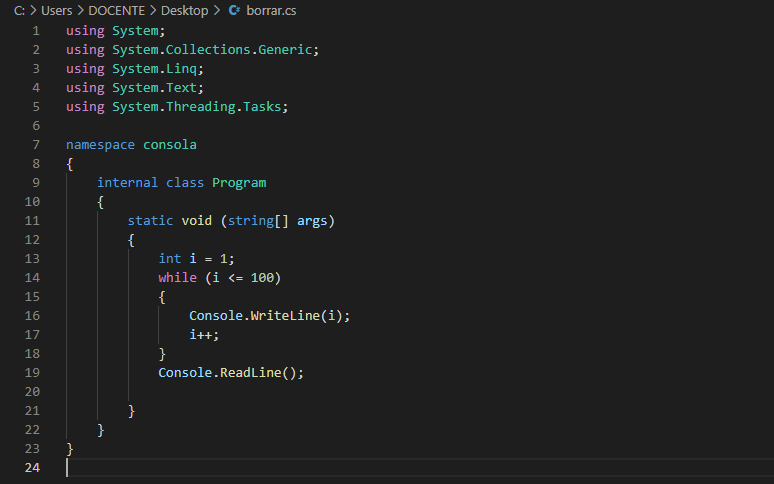 C: > Users > DOCENTE > Desktop > borrar.cs
1 using System;
2 using System.Collections.Generic;
3 using System.Linq;
4 using System.Text;
5 using System.Threading.Tasks;
6
7 namespace consola
8 {
9     internal class Program
10     {
11         static void (string[] args)
12         {
13             int i = 1;
14             while (i <= 100)
15             {
16                 Console.WriteLine(i);
17                 i++;
18             }
19             Console.ReadLine();
20
21         }
22     }
23 }
24